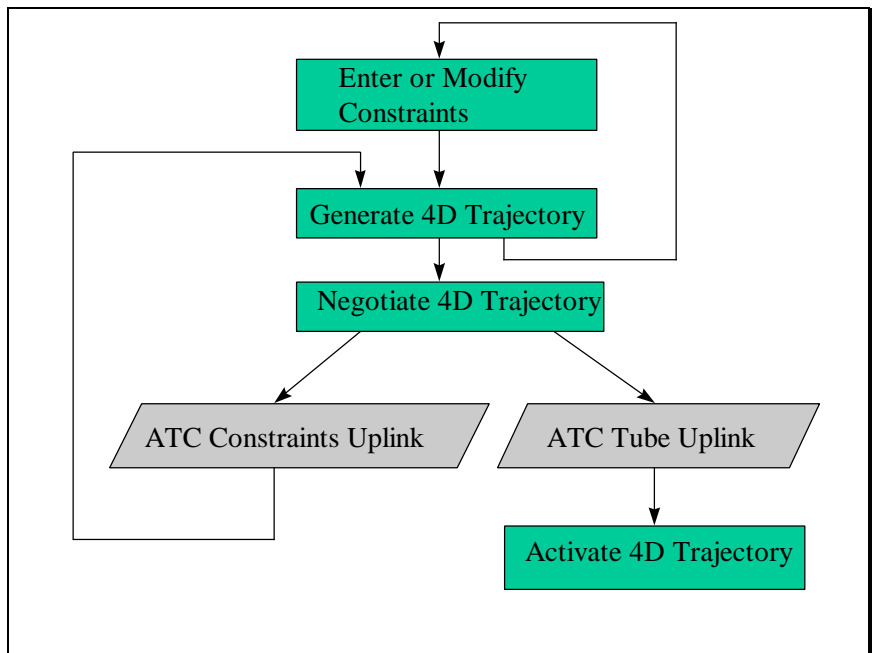 Enter or Modify
Constraints
Generate 4D Trajectory
Negotiate 4D Trajectory
ATC Constraints Uplink
ATC Tube Uplink
Activate 4D Trajectory